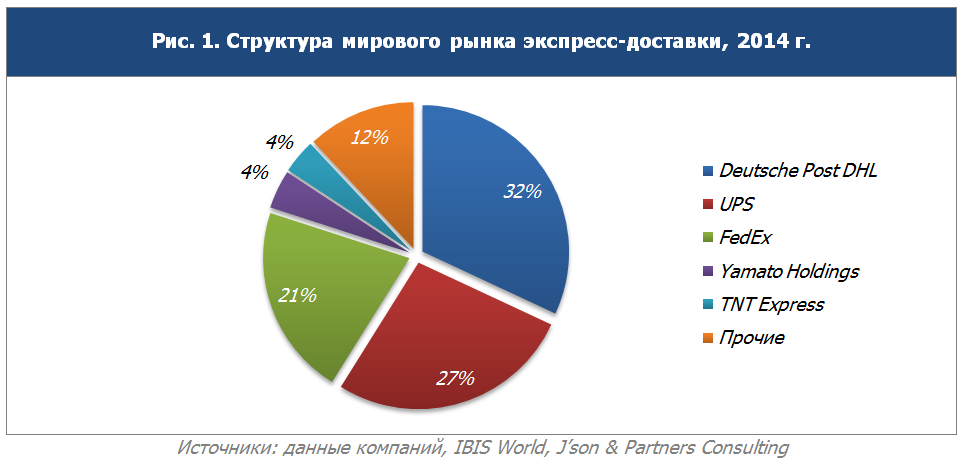 Рис. 1. Структура мирового рынка экспресс-доставки, 2014 г.
12%
4%
4%
32%
21%
27%
Deutsche Post DHL
UPS
FedEx
Yamato Holdings
TNT Express
Прочие
Источники: данные компаний, IBIS World, J’son & Partners Consulting